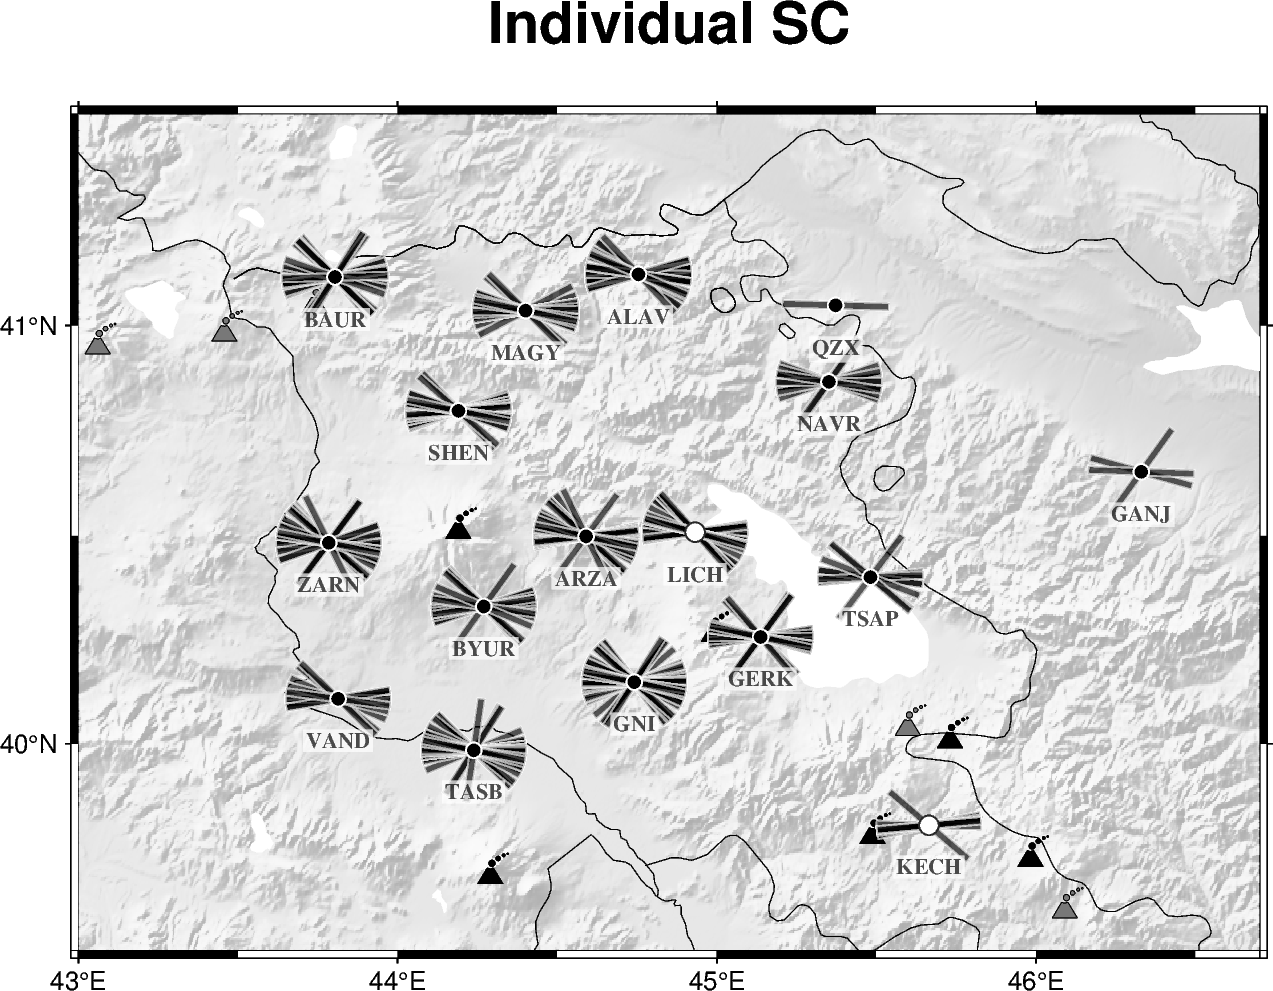 Individual SC
BAUR
ALAV
41°N
MAGY
QZX
NAVR
SHEN
GANJ
ZARN
ARZA
LICH
TSAP
BYUR
GERK
GNI
VAND
40°N
TASB
KECH
43°E
44°E
45°E
46°E